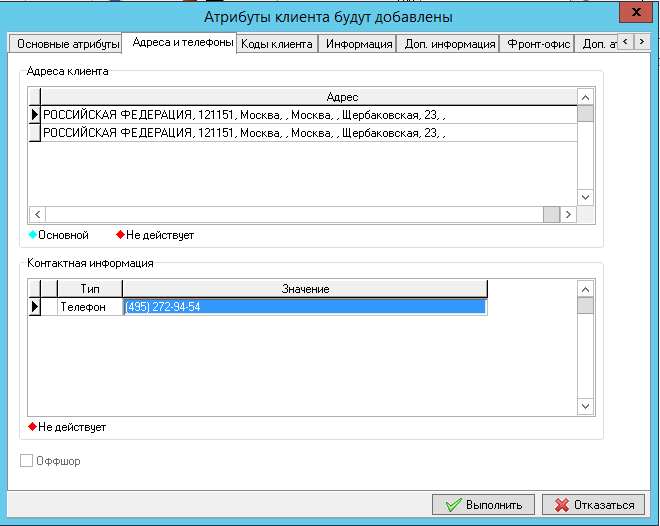 Атрибуты клиента будут добавлены
x
Основные атрибуты Адреса и телефоны Коды клиента Информация Доп. информация Фронт-офис Доп. ат
Адреса клиента
Адрес
РОССИЙСКАЯ ФЕДЕРАЦИЯ, 121151, Москва, , Москва, , Щербаковская, 23, ,
РОССИЙСКАЯ ФЕДЕРАЦИЯ, 121151, Москва, , Москва, , Щербаковская, 23, ,
Основной Не действует
Контактная информация
Тип Значение
Телефон (495) 272-94-54
Не действует
Оффшор
Выполнить Отказаться